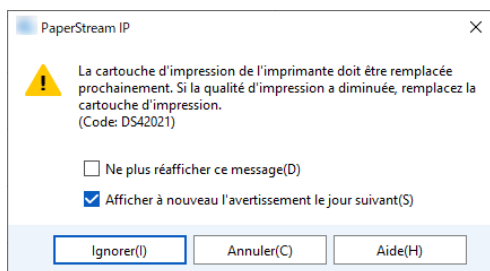 PaperStream IP
La cartouche d'impression de l'imprimante doit être remplacée
prochainement. Si la qualité d'impression a diminuée, remplacez la
cartouche d'impression.
(Code: DS42021)
Ne plus réafficher ce message(D)
Afficher à nouveau l'avertissement le jour suivant(S)
Ignorer(I) Annuler(C) Aide(H)